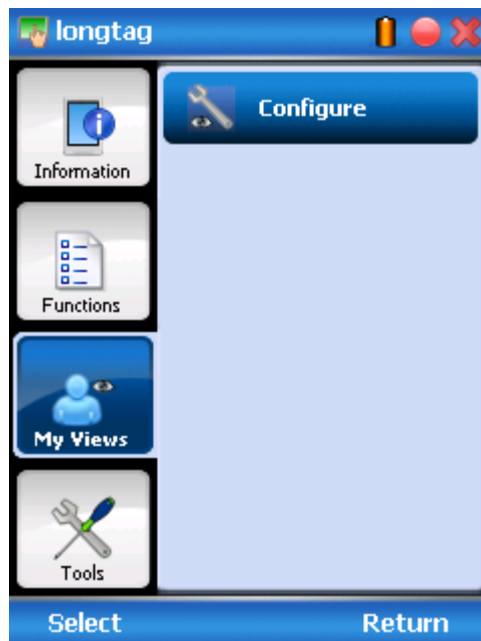 longtag
Information
Configure
Functions
My Views
Tools
Select Return